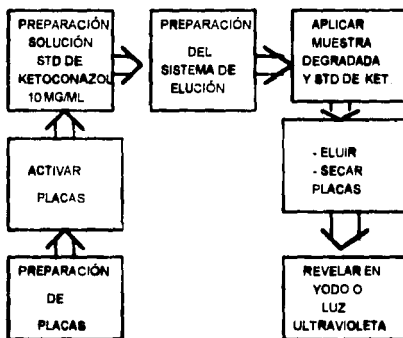 PREPARACIÓN
SOLUCIÓN
STD DE
KETOCONAZOL
10 MG/ML
PREPARACIÓN
DEL
SISTEMA DE
ELUCIÓN
APLICAR
MUESTRA
DEGRADADA
Y STD DE KET.
ACTIVAR
PLACAS
- ELUIR
- SECAR
PLACAS
PREPARACIÓN
DE
PLACAS
REVELAR EN
YODO O
LUZ
ULTRAVIOLETA